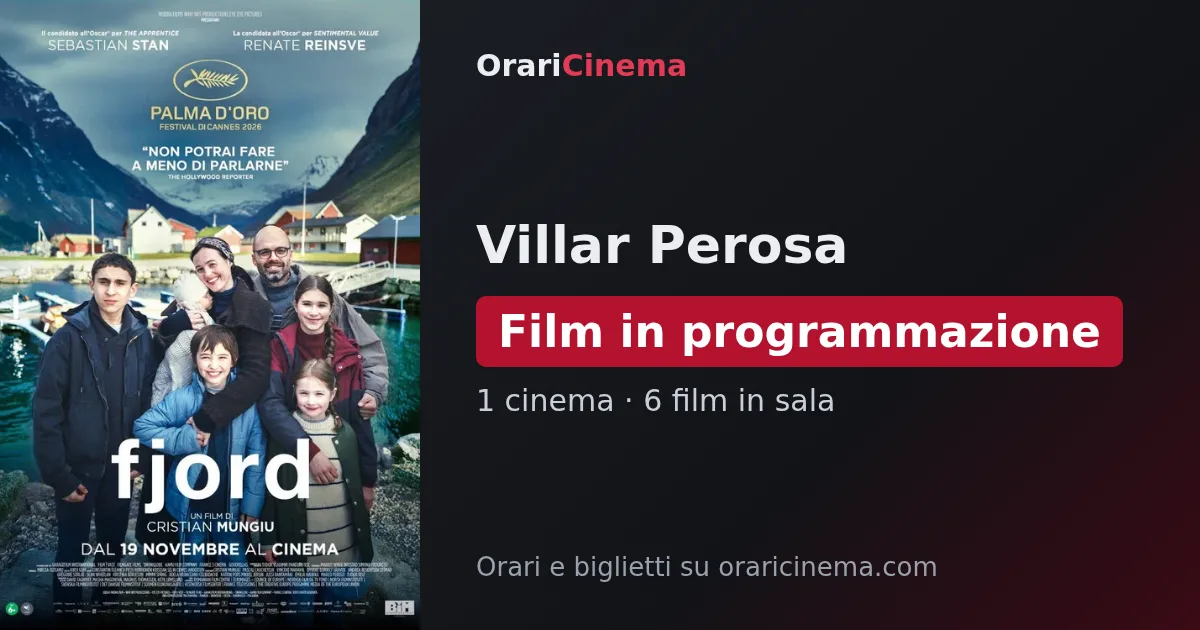 Il candidato all'Oscar® per THE APPRENTICE
SEBASTIAN STAN
La candidata all'Oscar® per SENTIMENTAL VALUE
RENATE REINSVE
PALMA D'ORO
FESTIVAL DI CANNES 2026
“NON POTRAI FARE
A MENO DI PARLARNE”
THE HOLLYWOOD REPORTER
fjord
UN FILM DI
CRISTIAN MUNGIU
DAL 19 NOVEMBRE AL CINEMA
BiM
OrariCinema
Villar Perosa
Film in programmazione
1 cinema · 6 film in sala
Orari e biglietti su oraricinema.com